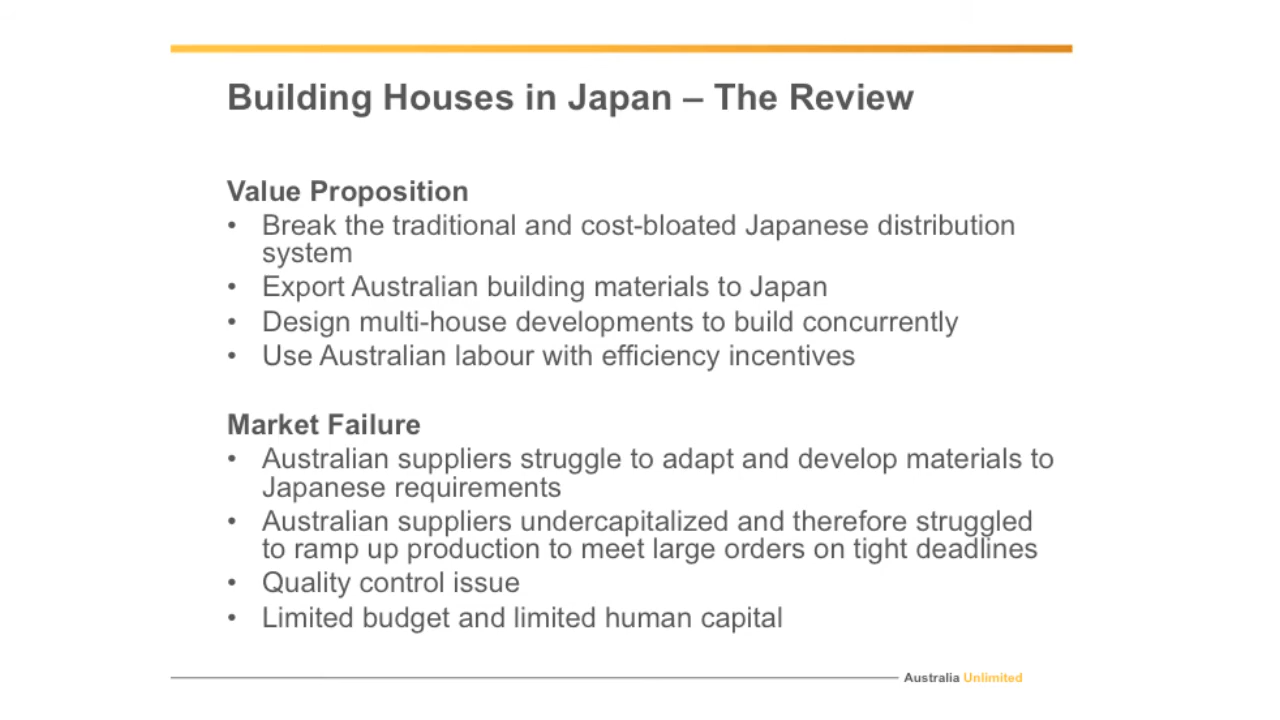 Building Houses in Japan – The Review
Value Proposition
• Break the traditional and cost-bloated Japanese distribution
system
• Export Australian building materials to Japan
• Design multi-house developments to build concurrently
• Use Australian labour with efficiency incentives
Market Failure
• Australian suppliers struggle to adapt and develop materials to
Japanese requirements
• Australian suppliers undercapitalized and therefore struggled
to ramp up production to meet large orders on tight deadlines
• Quality control issue
• Limited budget and limited human capital
Australia Unlimited